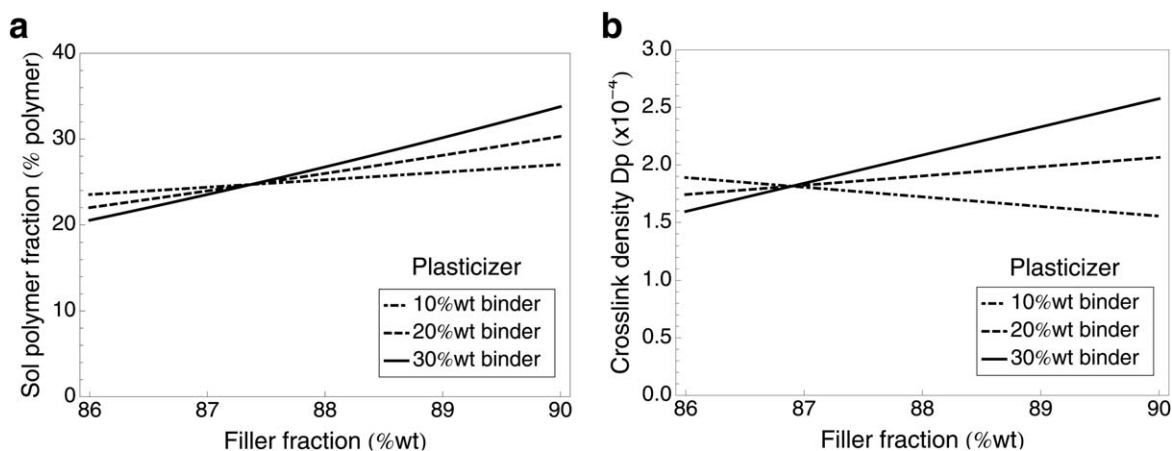 a
Sol polymer fraction (% polymer)
40
30
20
10
0
Plasticizer
10%wt binder
20%wt binder
30%wt binder
86 87 88 89 90
Filler fraction (%wt)
b
Crosslink density Dp (x10⁻⁴)
3.0
2.5
2.0
1.5
1.0
0.5
0.0
Plasticizer
10%wt binder
20%wt binder
30%wt binder
86 87 88 89 90
Filler fraction (%wt)